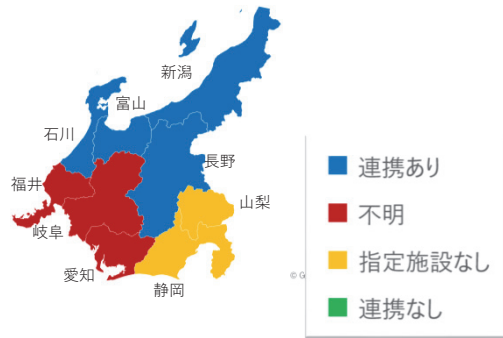 新潟
富山
石川
長野
福井
山梨
岐阜
愛知
静岡
連携あり
不明
指定施設なし
連携なし